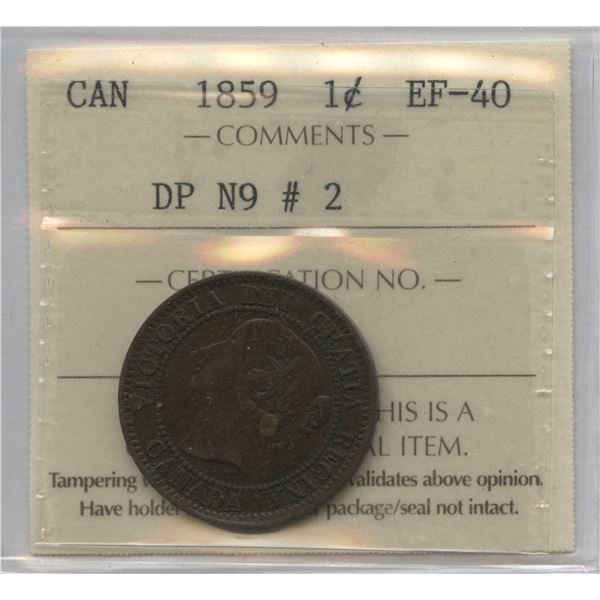 CAN 1859 1¢ EF-40
— COMMENTS —
DP N9 # 2
— CERTIFICATION NO. —
VICTORIA DEI GRATIA REGINA.
CANADA
HIS IS A
AL ITEM.
Tampering validates above opinion.
Have holder package/seal not intact.